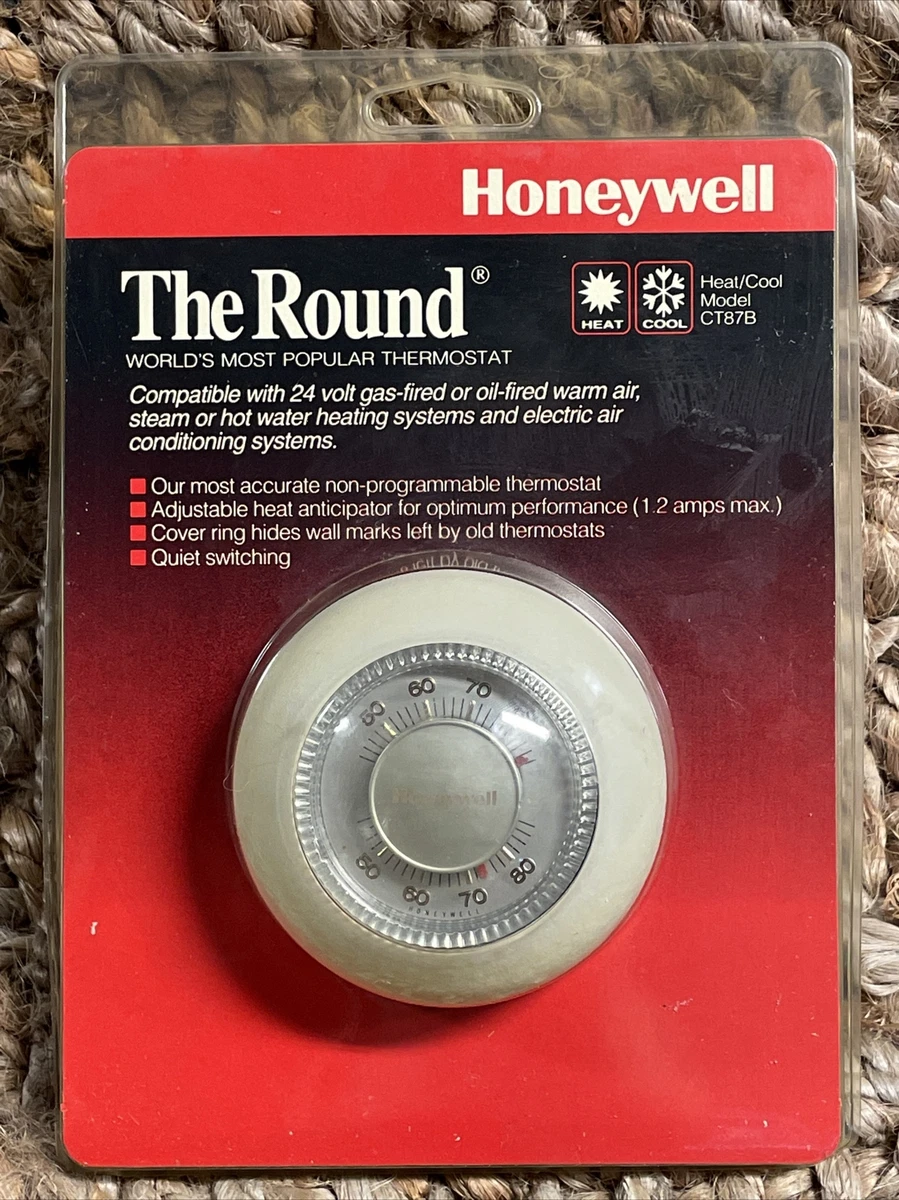 Honeywell
The Round®
HEAT
COOL
Heat/Cool
Model
CT87B
WORLD'S MOST POPULAR THERMOSTAT
Compatible with 24 volt gas-fired or oil-fired warm air,
steam or hot water heating systems and electric air
conditioning systems.
Our most accurate non-programmable thermostat
Adjustable heat anticipator for optimum performance (1.2 amps max.)
Cover ring hides wall marks left by old thermostats
Quiet switching
50 60 70
Honeywell
50 60 70 80
HONEYWELL